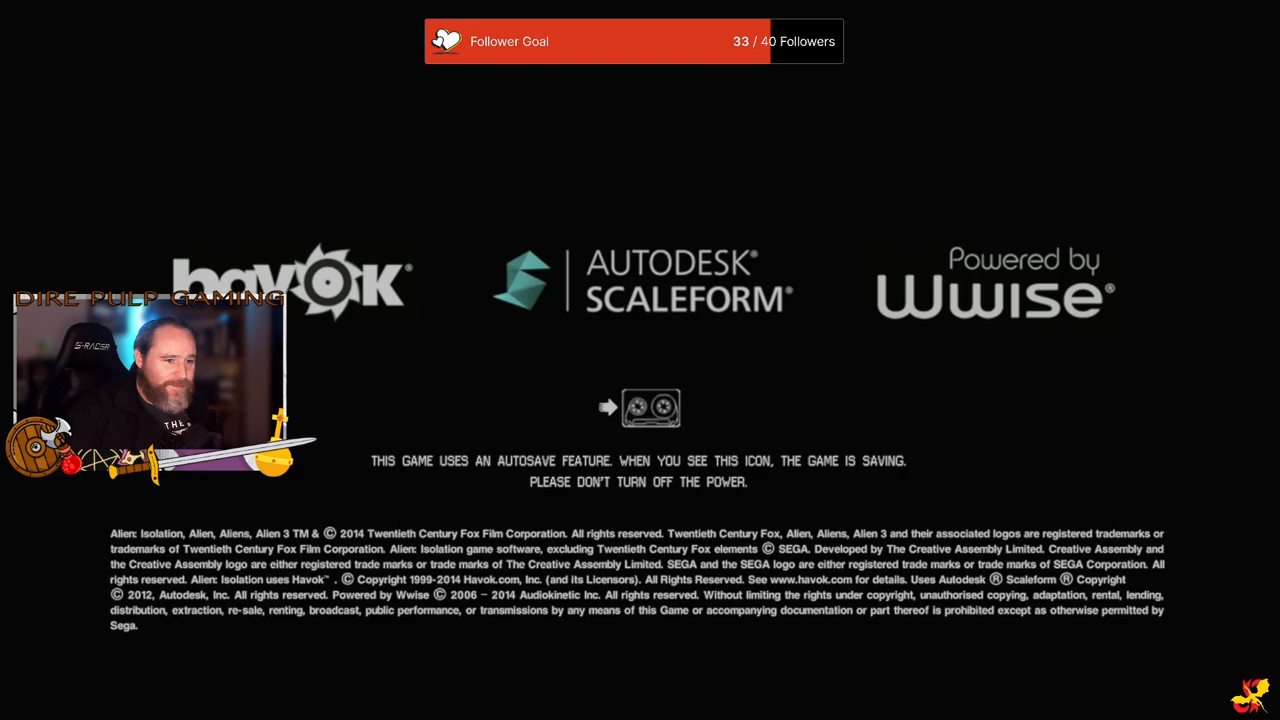 Follower Goal
33 / 40 Followers
havOK®
AUTODESK®
SCALEFORM®
Powered by
Wwise®
DIRE PULP GAMING
S-RACER
THE
THIS GAME USES AN AUTOSAVE FEATURE. WHEN YOU SEE THIS ICON, THE GAME IS SAVING.
PLEASE DON'T TURN OFF THE POWER.
Alien: Isolation, Alien, Aliens, Alien 3 TM & © 2014 Twentieth Century Fox Film Corporation. All rights reserved. Twentieth Century Fox, Alien, Aliens, Alien 3 and their associated logos are registered trademarks or
trademarks of Twentieth Century Fox Film Corporation. Alien: Isolation game software, excluding Twentieth Century Fox elements © SEGA. Developed by The Creative Assembly Limited. Creative Assembly and
the Creative Assembly logo are either registered trade marks or trade marks of The Creative Assembly Limited. SEGA and the SEGA logo are either registered trade marks or trade marks of SEGA Corporation. All
rights reserved. Alien: Isolation uses Havok™ . © Copyright 1999-2014 Havok.com, Inc. (and its Licensors). All Rights Reserved. See www.havok.com for details. Uses Autodesk ® Scaleform ® Copyright
© 2012, Autodesk, Inc. All rights reserved. Powered by Wwise © 2006 – 2014 Audiokinetic Inc. All rights reserved. Without limiting the rights under copyright, unauthorised copying, adaptation, rental, lending,
distribution, extraction, re-sale, renting, broadcast, public performance, or transmissions by any means of this Game or accompanying documentation or part thereof is prohibited except as otherwise permitted by
Sega.